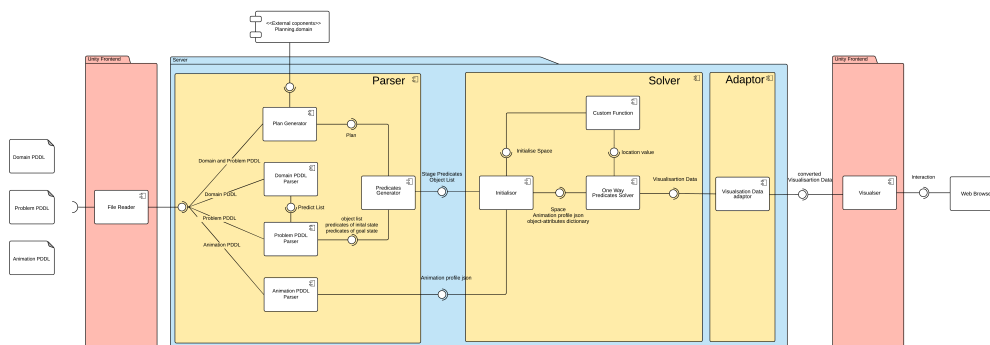 <<External coponents>>
Planning.domain
Unity Frontend
Server
Unity Frontend
Parser
Solver
Adaptor
Custom Function
Plan Generator
Plan
Initialise Space
location value
Domain PDDL
Domain and Problem PDDL
Domain PDDL
Parser
Stage Predicates
Object List
Visualisartion Data
converted
Visualisartion Data
Interaction
Domain PDDL
Predicates
Generator
Initialisor
One Way
Predicates Solver
Visualisation Data
adaptor
Visualiser
Web Browse
Problem PDDL
File Reader
Predict List
Space
Animation profile json
object-attributes dictionary
Problem PDDL
object list
predicates of inital state
predicates of goal state
Problem PDDL
Parser
Animation PDDL
Animation PDDL
Animation profile json
Animation PDDL
Parser